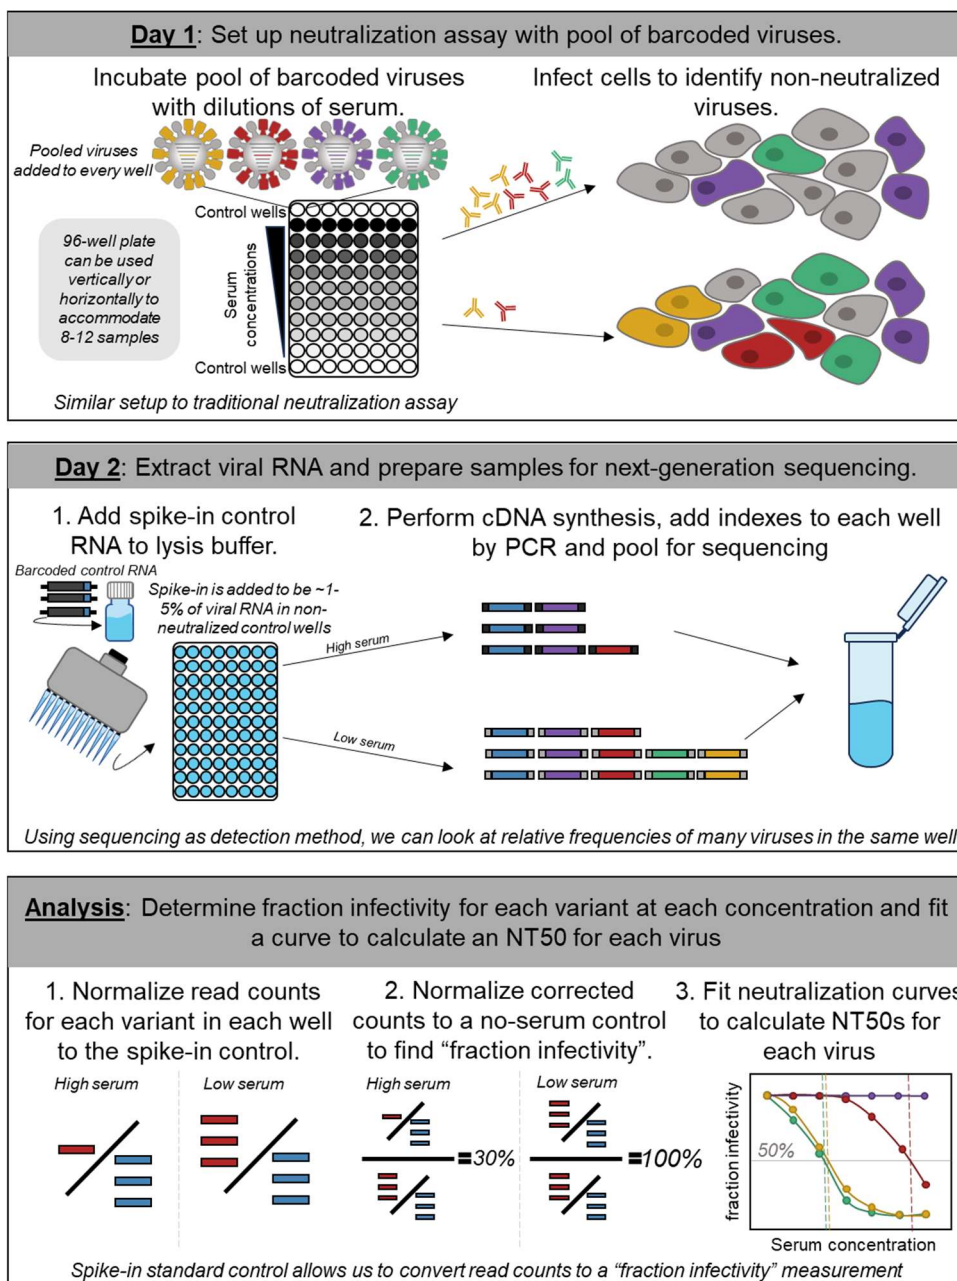 Day 1: Set up neutralization assay with pool of barcoded viruses.
Incubate pool of barcoded viruses
with dilutions of serum.
Infect cells to identify non-neutralized
viruses.
Pooled viruses
added to every well
Control wells
96-well plate
can be used
vertically or
horizontally to
accommodate
8-12 samples
Serum
concentrations
Control wells
Similar setup to traditional neutralization assay
Day 2: Extract viral RNA and prepare samples for next-generation sequencing.
1. Add spike-in control
RNA to lysis buffer.
2. Perform cDNA synthesis, add indexes to each well
by PCR and pool for sequencing
Barcoded control RNA
Spike-in is added to be ~1-
5% of viral RNA in non-
neutralized control wells
High serum
Low serum
Using sequencing as detection method, we can look at relative frequencies of many viruses in the same well
Analysis: Determine fraction infectivity for each variant at each concentration and fit
a curve to calculate an NT50 for each virus
1. Normalize read counts
for each variant in each well
to the spike-in control.
High serum
Low serum
2. Normalize corrected
counts to a no-serum control
to find “fraction infectivity”.
High serum
Low serum
=30%
=100%
3. Fit neutralization curves
to calculate NT50s for
each virus
fraction infectivity
50%
Serum concentration
Spike-in standard control allows us to convert read counts to a “fraction infectivity” measurement